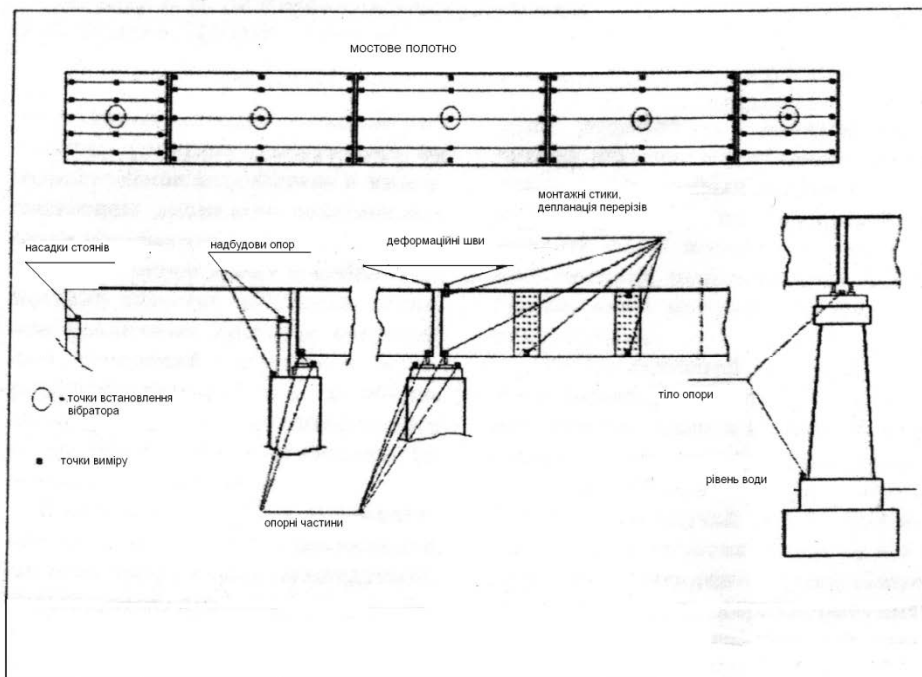 мостове полотно
монтажні стики,
депланація перерізів
насадки стоянів
надбудови опор
деформаційні шви
тіло опори
- точки встановлення
вібратора
точки виміру
рівень води
опорні частини